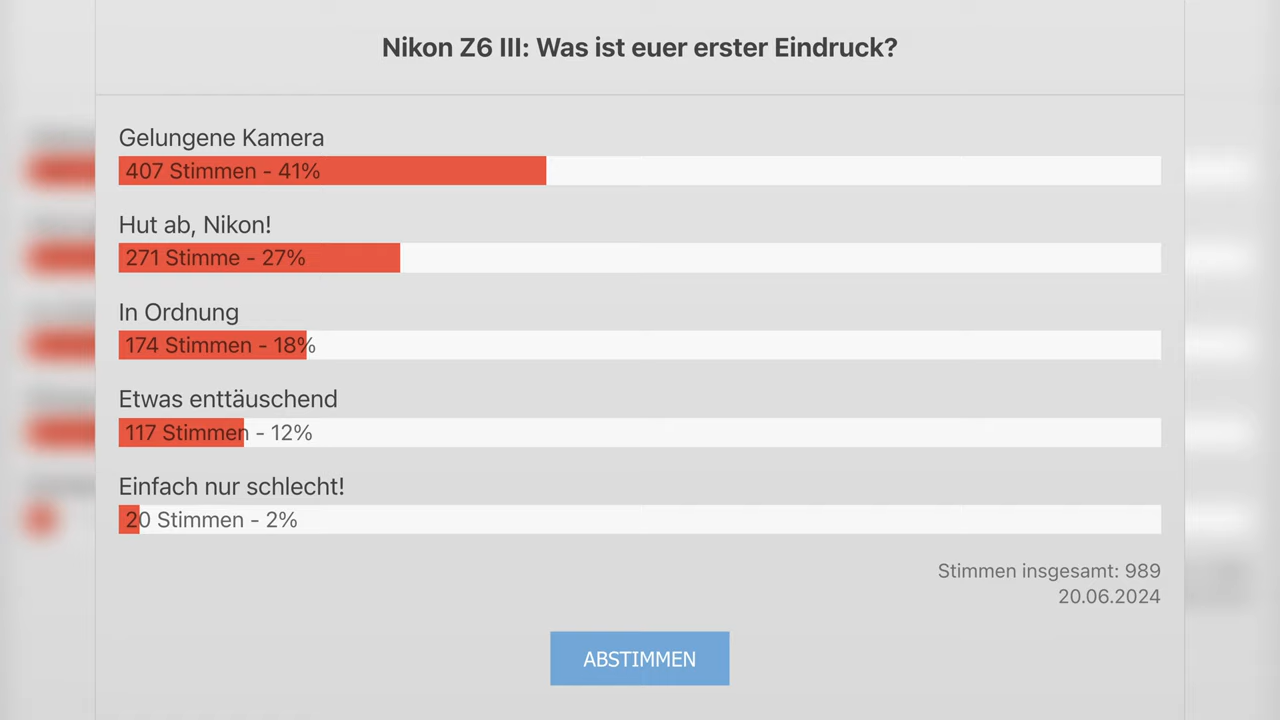 Nikon Z6 III: Was ist euer erster Eindruck?
Gelungene Kamera
407 Stimmen - 41%
Hut ab, Nikon!
271 Stimme - 27%
In Ordnung
174 Stimmen - 18%
Etwas enttäuschend
117 Stimmen - 12%
Einfach nur schlecht!
20 Stimmen - 2%
Stimmen insgesamt: 989
20.06.2024
ABSTIMMEN